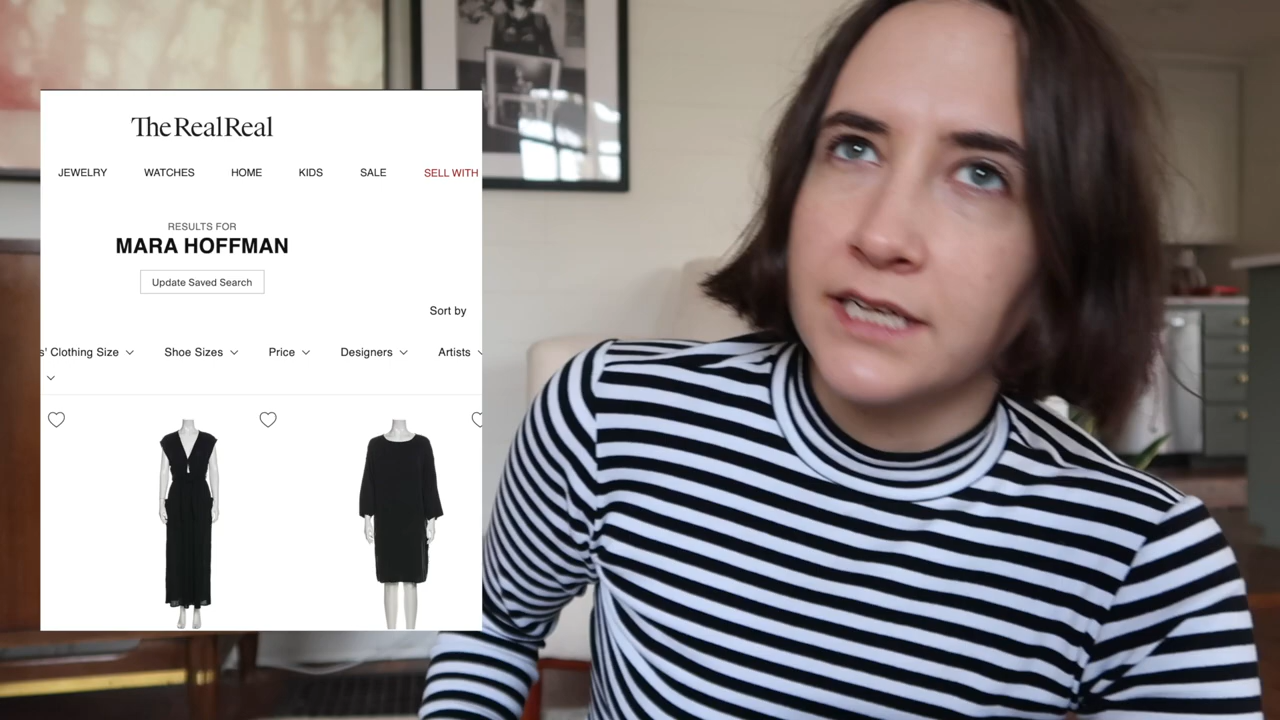 TheRealReal
JEWELRY WATCHES HOME KIDS SALE SELL WITH
RESULTS FOR
MARA HOFFMAN
Update Saved Search
Sort by
s' Clothing Size Shoe Sizes Price Designers Artists